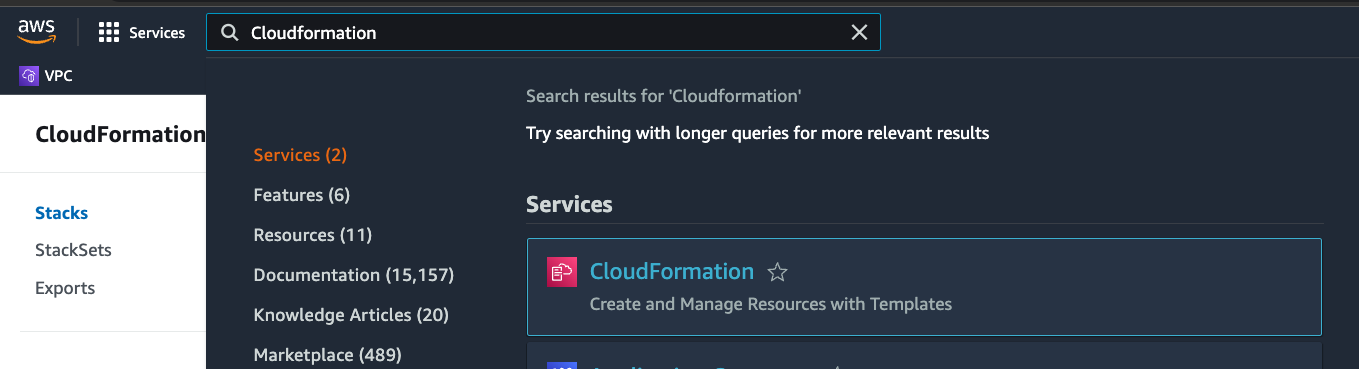 aws
Services
Cloudformation
VPC
CloudFormation
Stacks
StackSets
Exports
Services (2)
Features (6)
Resources (11)
Documentation (15,157)
Knowledge Articles (20)
Marketplace (489)
Search results for 'Cloudformation'
Try searching with longer queries for more relevant results
Services
CloudFormation
Create and Manage Resources with Templates